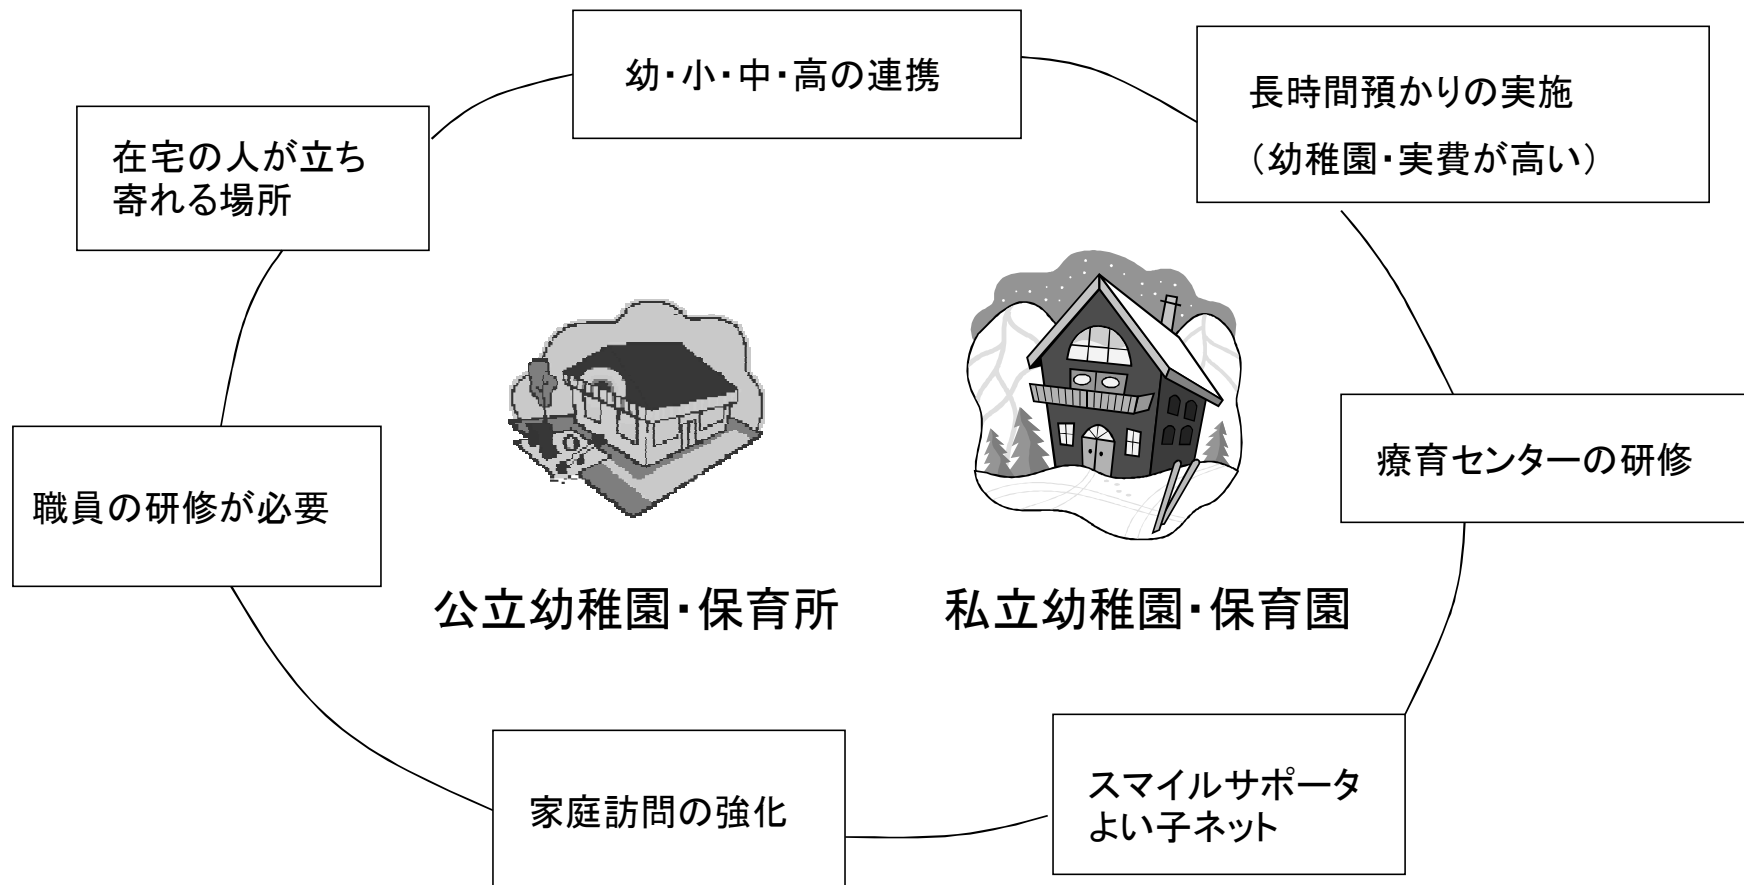 幼・小・中・高の連携
長時間預かりの実施
（幼稚園・実費が高い）
在宅の人が立ち
寄れる場所
療育センターの研修
職員の研修が必要
公立幼稚園・保育所
私立幼稚園・保育園
スマイルサポータ
よい子ネット
家庭訪問の強化